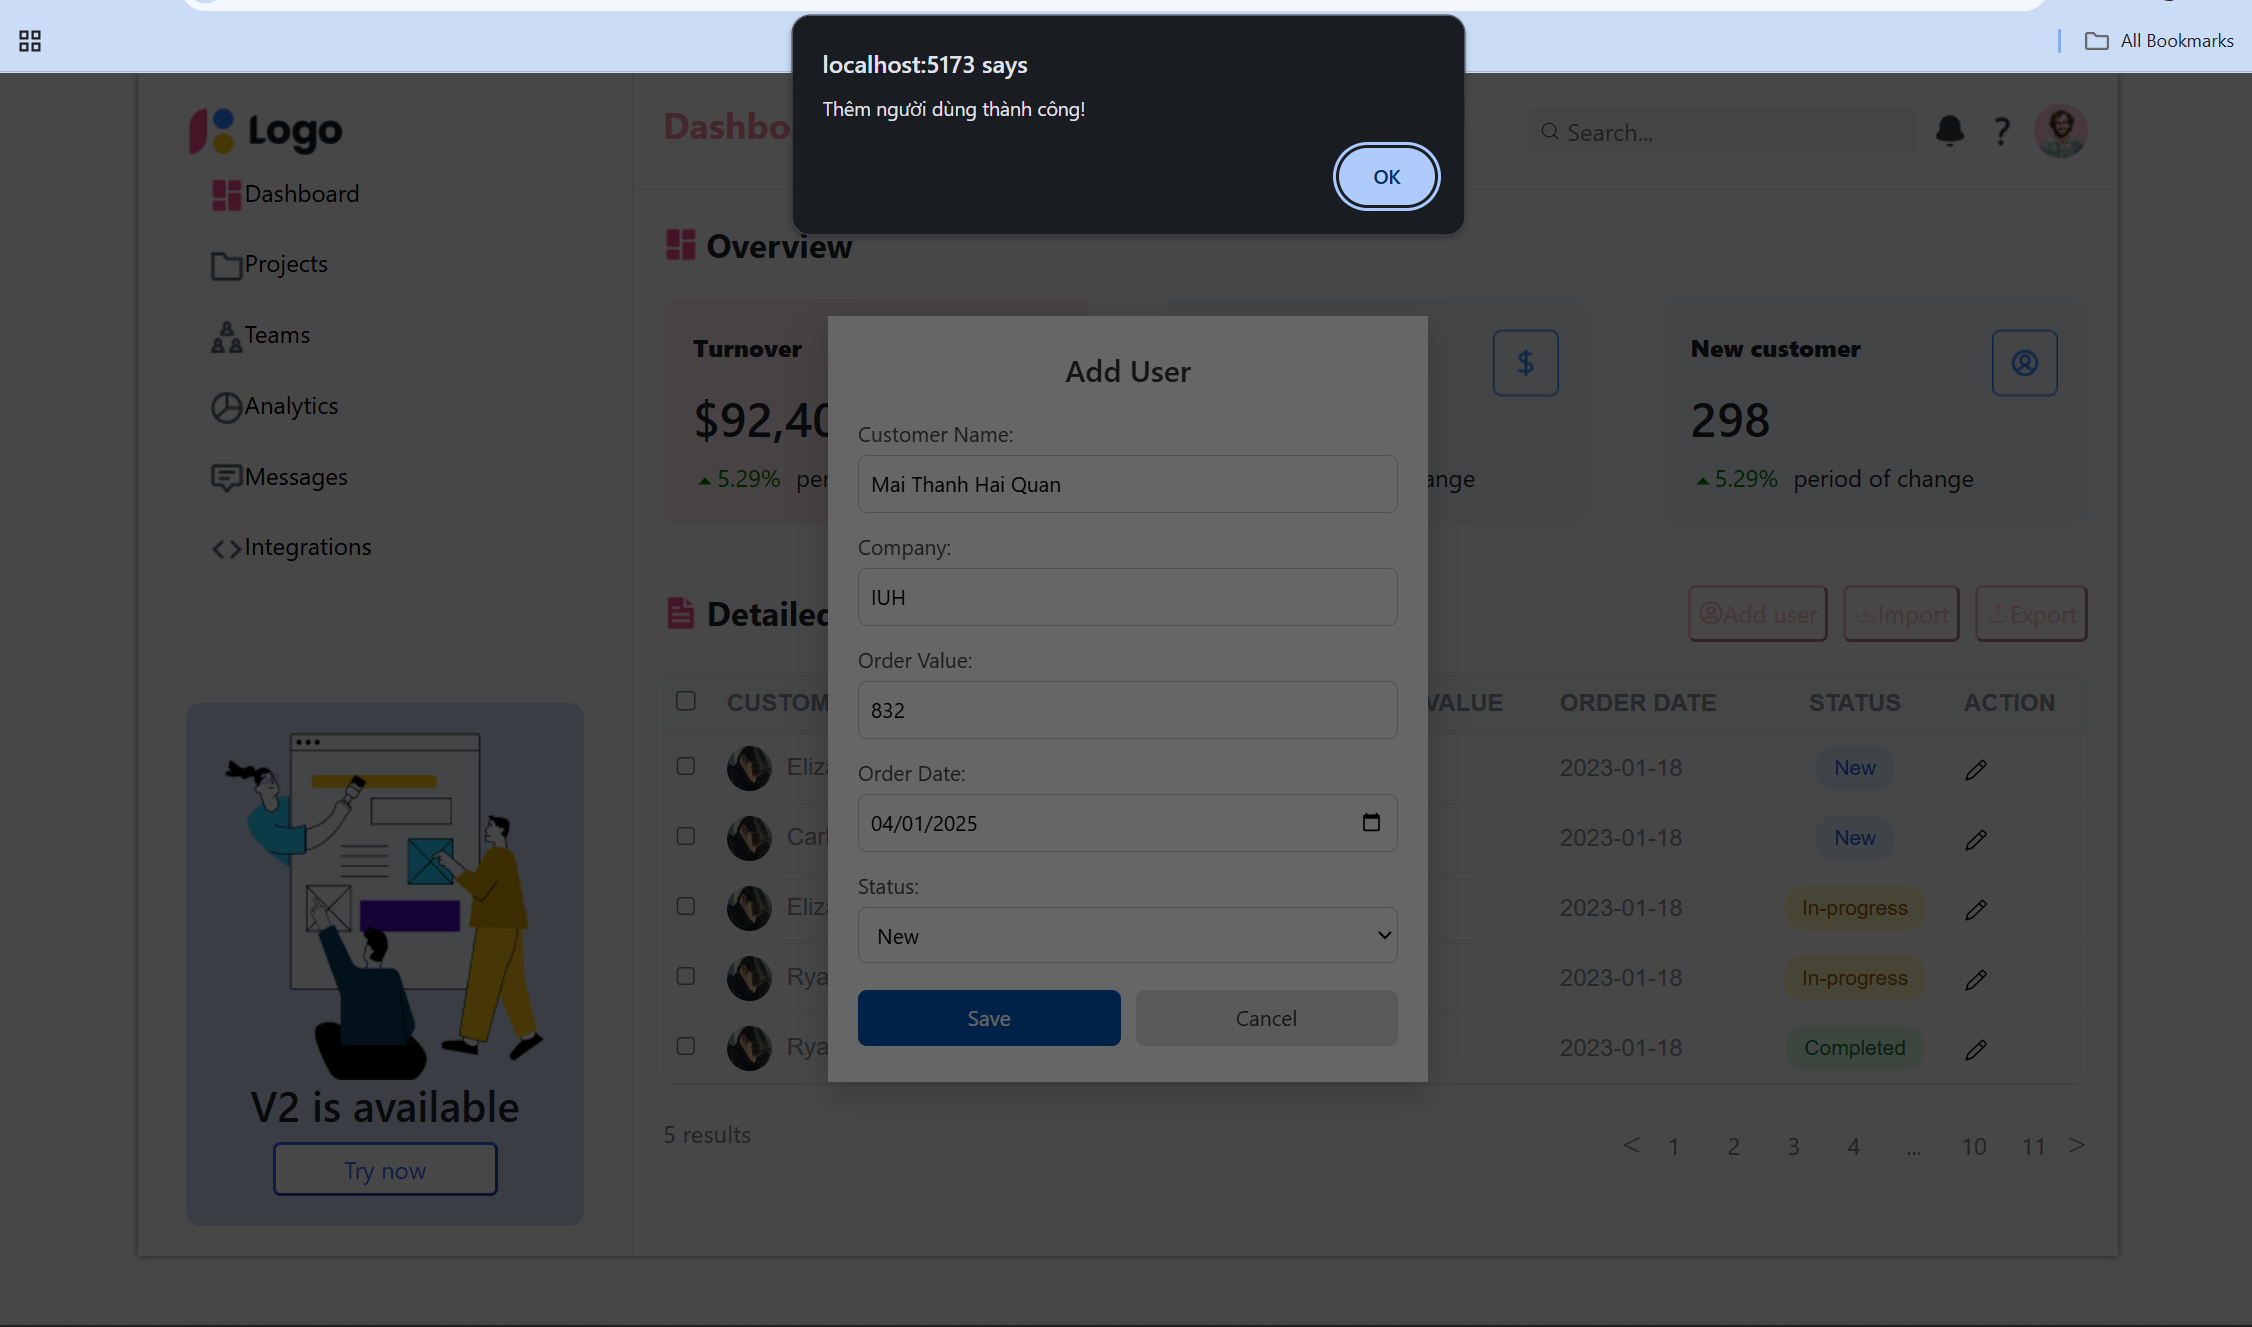 All Bookmarks
localhost:5173 says
Thêm người dùng thành công!
OK
Logo
Dashboard
Projects
Teams
Analytics
Messages
Integrations
V2 is available
Try now
Dashbo
Search...
?
Overview
Turnover
$92,40
5.29% per
$
ange
New customer
298
5.29% period of change
Detailed
Add user
Import
Export
CUSTOM VALUE ORDER DATE STATUS ACTION
Eliza 2023-01-18 New
Carl 2023-01-18 New
Eliza 2023-01-18 In-progress
Rya 2023-01-18 In-progress
Rya 2023-01-18 Completed
5 results
< 1 2 3 4 ... 10 11 >
Add User
Customer Name:
Mai Thanh Hai Quan
Company:
IUH
Order Value:
832
Order Date:
04/01/2025
Status:
New
Save
Cancel